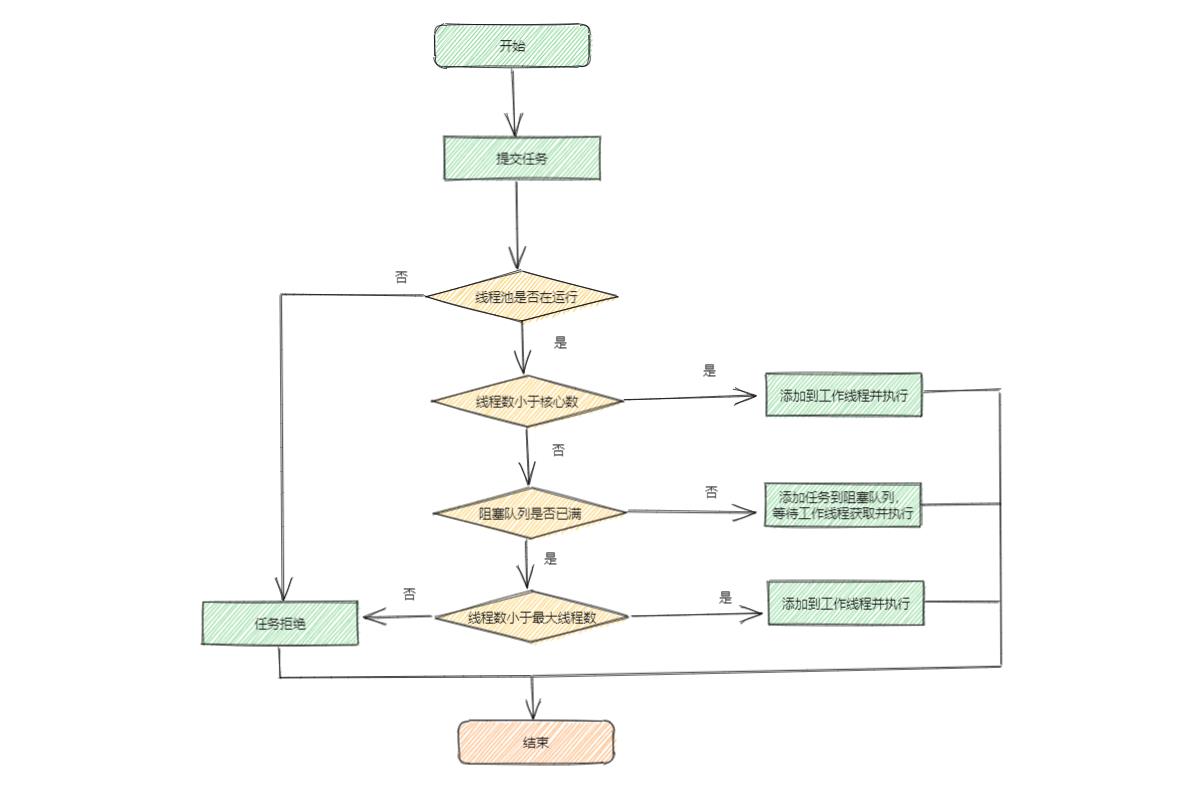 开始
提交任务
否
线程池是否在运行
是
是
线程数小于核心数
添加到工作线程并执行
否
否
阻塞队列是否已满
添加任务到阻塞队列，
等待工作线程获取并执行
是
否
是
线程数小于最大线程数
添加到工作线程并执行
任务拒绝
结束